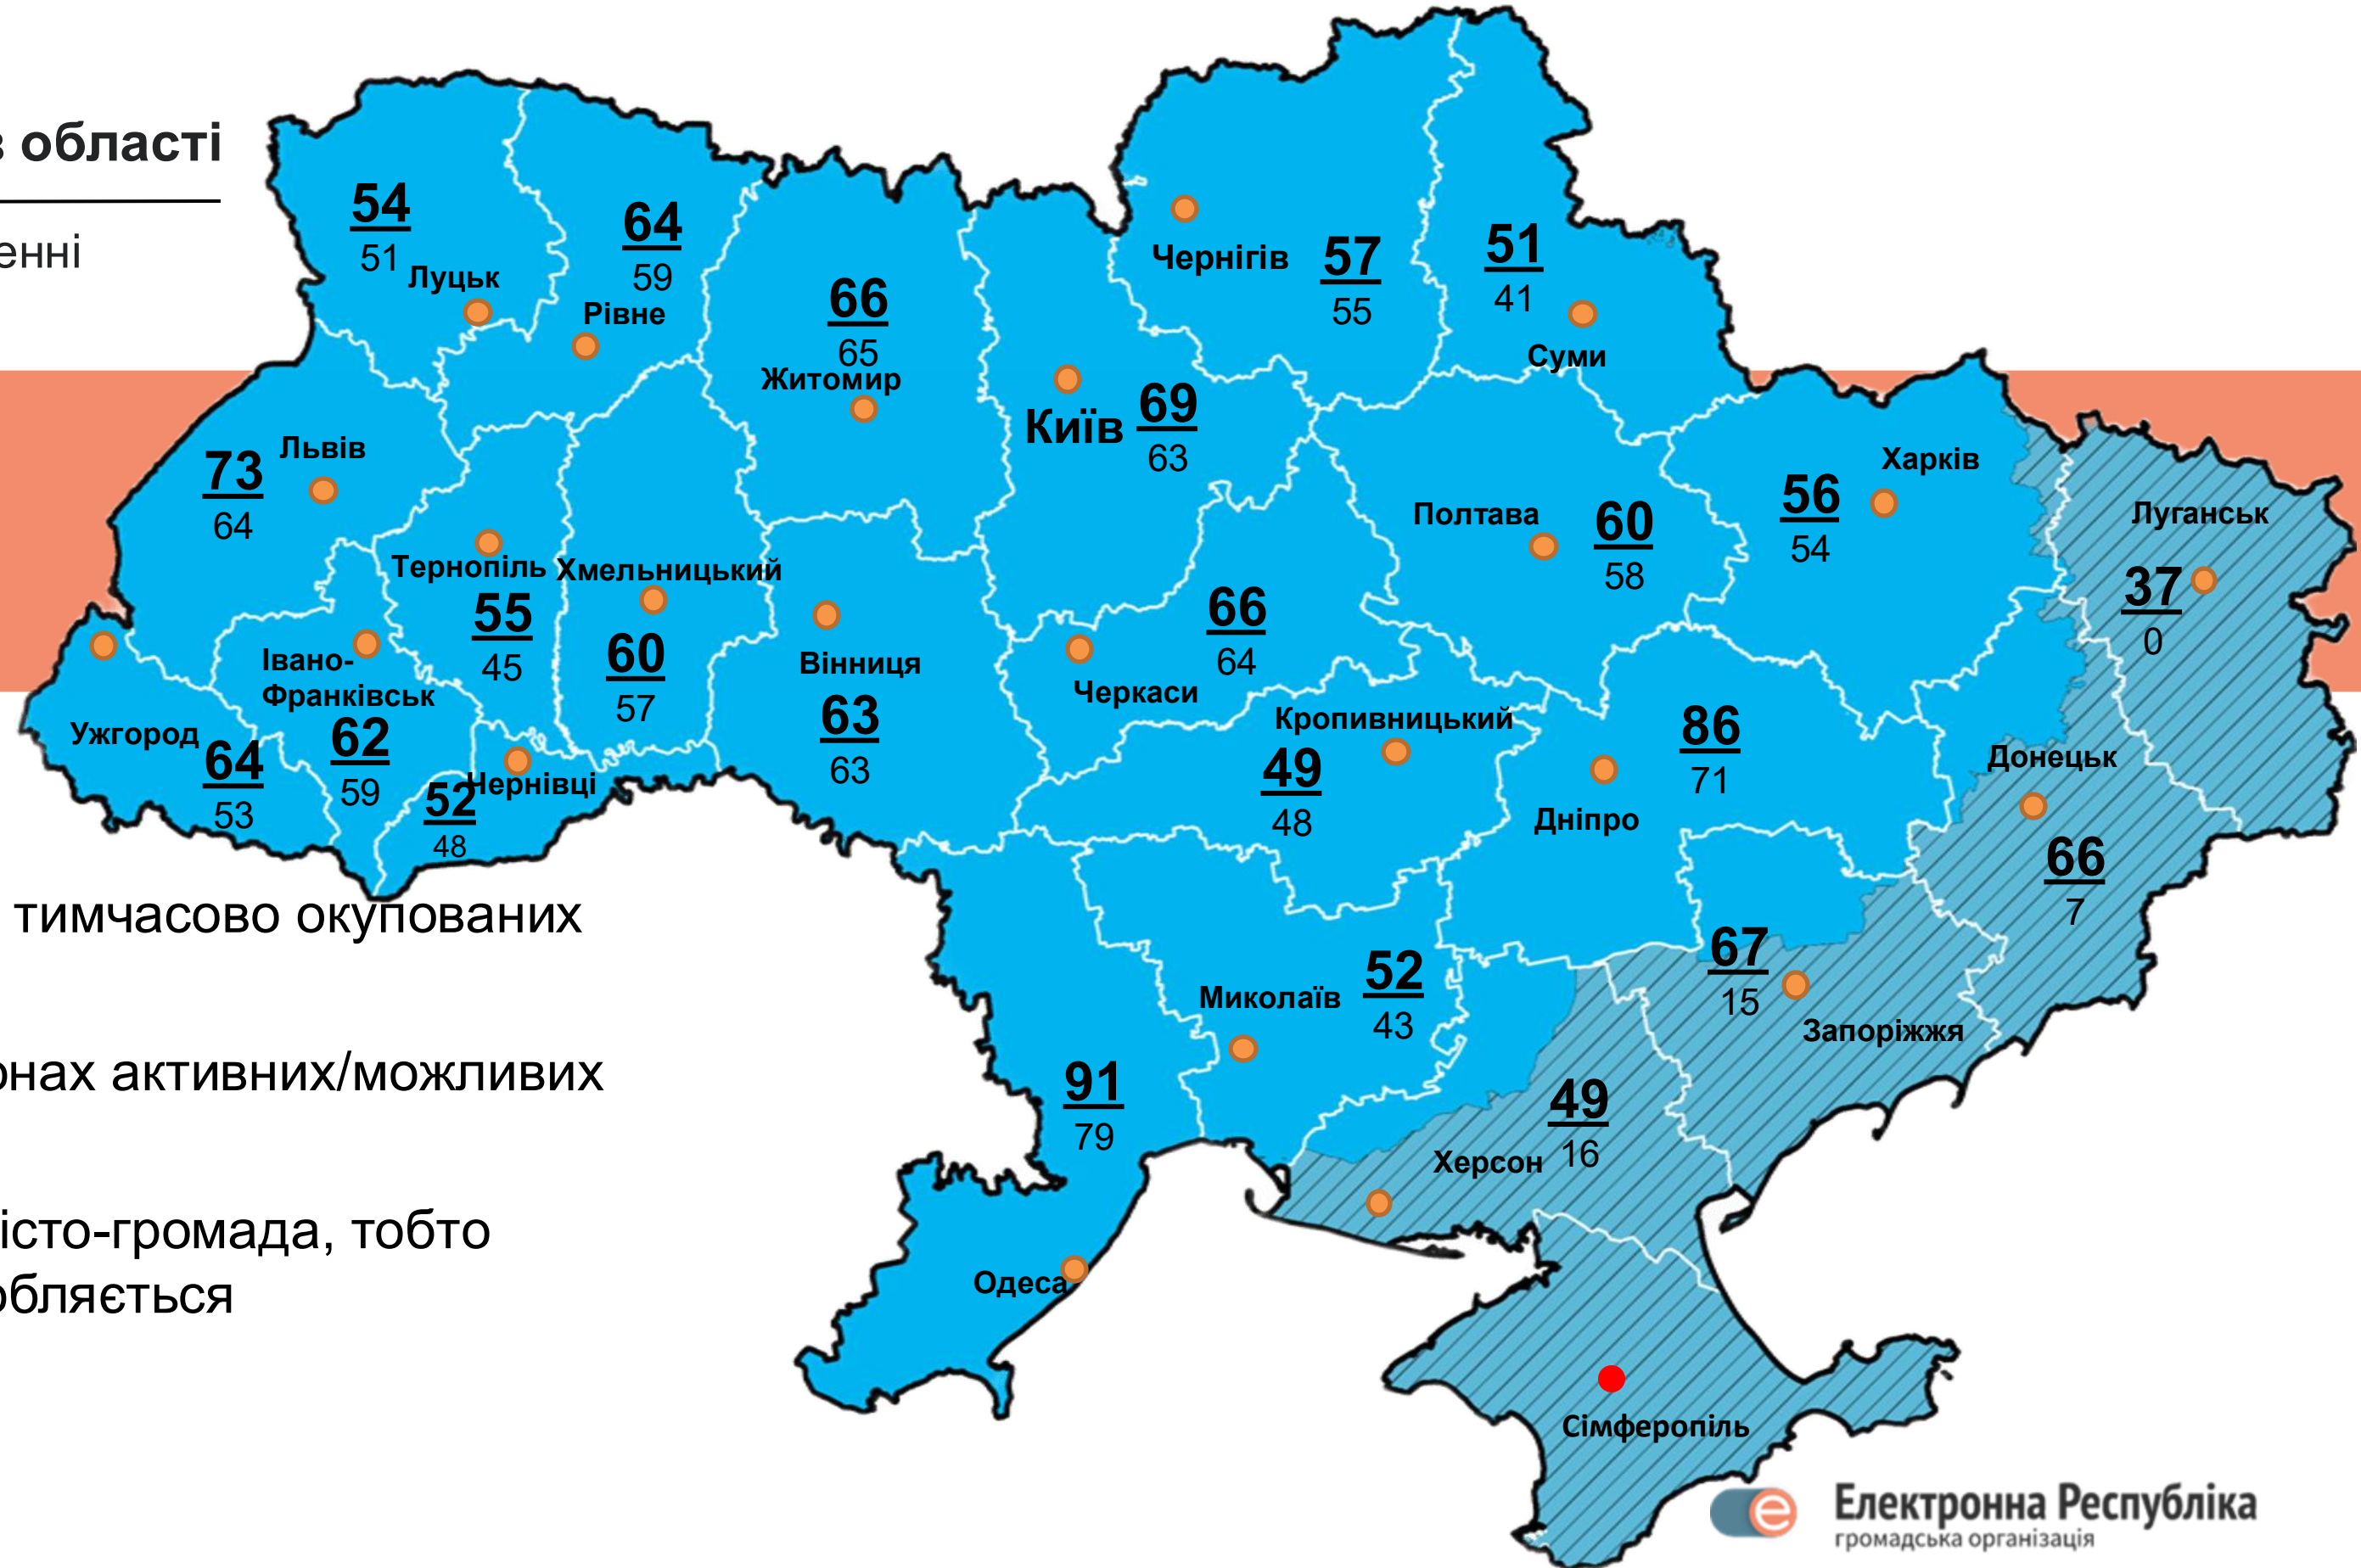 в області
енні
54
51
Луцьк
64
59
Рівне
66
65
Житомир
Чернігів
57
55
51
41
Суми
Київ
69
63
Львів
73
64
Тернопіль
55
45
Хмельницький
60
57
Вінниця
63
63
Черкаси
66
64
Полтава
60
58
Харків
56
54
Луганськ
37
0
Ужгород
64
53
Івано-
Франківськ
62
59
Чернівці
52
48
Кропивницький
49
48
Дніпро
86
71
Донецьк
66
7
67
15
Запоріжжя
Миколаїв
52
43
Херсон
49
16
91
79
Одеса
Сімферополь
тимчасово окупованих
онах активних/можливих
істо-громада, тобто
обляється
e
Електронна Республіка
громадська організація